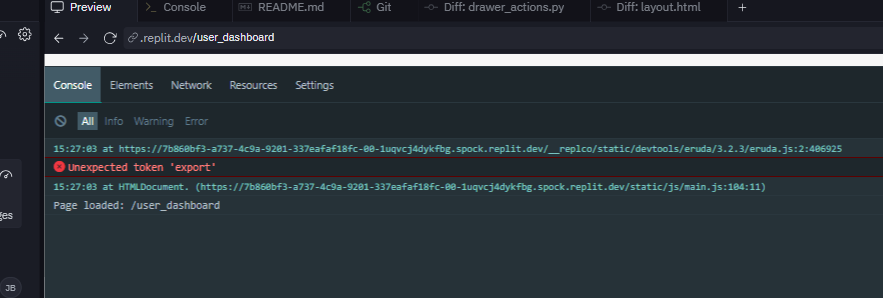 Preview
Console
README.md
Git
Diff: drawer_actions.py
Diff: layout.html
.replit.dev/user_dashboard
Console Elements Network Resources Settings
All Info Warning Error
15:27:03 at https://7b860bf3-a737-4c9a-9201-337eafaf18fc-00-1uqvcj4dykfbg.spock.replit.dev/__replco/static/devtools/eruda/3.2.3/eruda.js:2:406925
Unexpected token 'export'
15:27:03 at HTMLDocument. (https://7b860bf3-a737-4c9a-9201-337eafaf18fc-00-1uqvcj4dykfbg.spock.replit.dev/static/js/main.js:104:11)
Page loaded: /user_dashboard
ges
JB